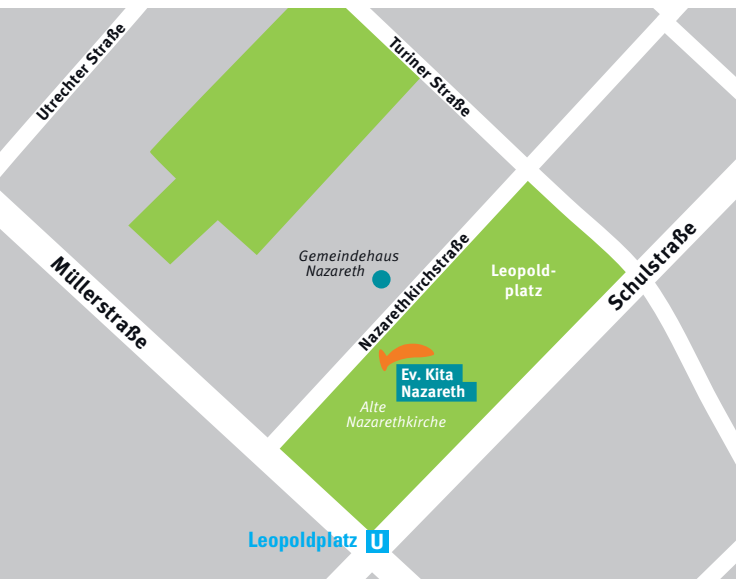 Utrechter Straße
Turiner Straße
Gemeindehaus
Nazareth
Nazarethkirchstraße
Leopold-
platz
Schulstraße
Müllerstraße
Ev. Kita
Nazareth
Alte
Nazarethkirche
Leopoldplatz U